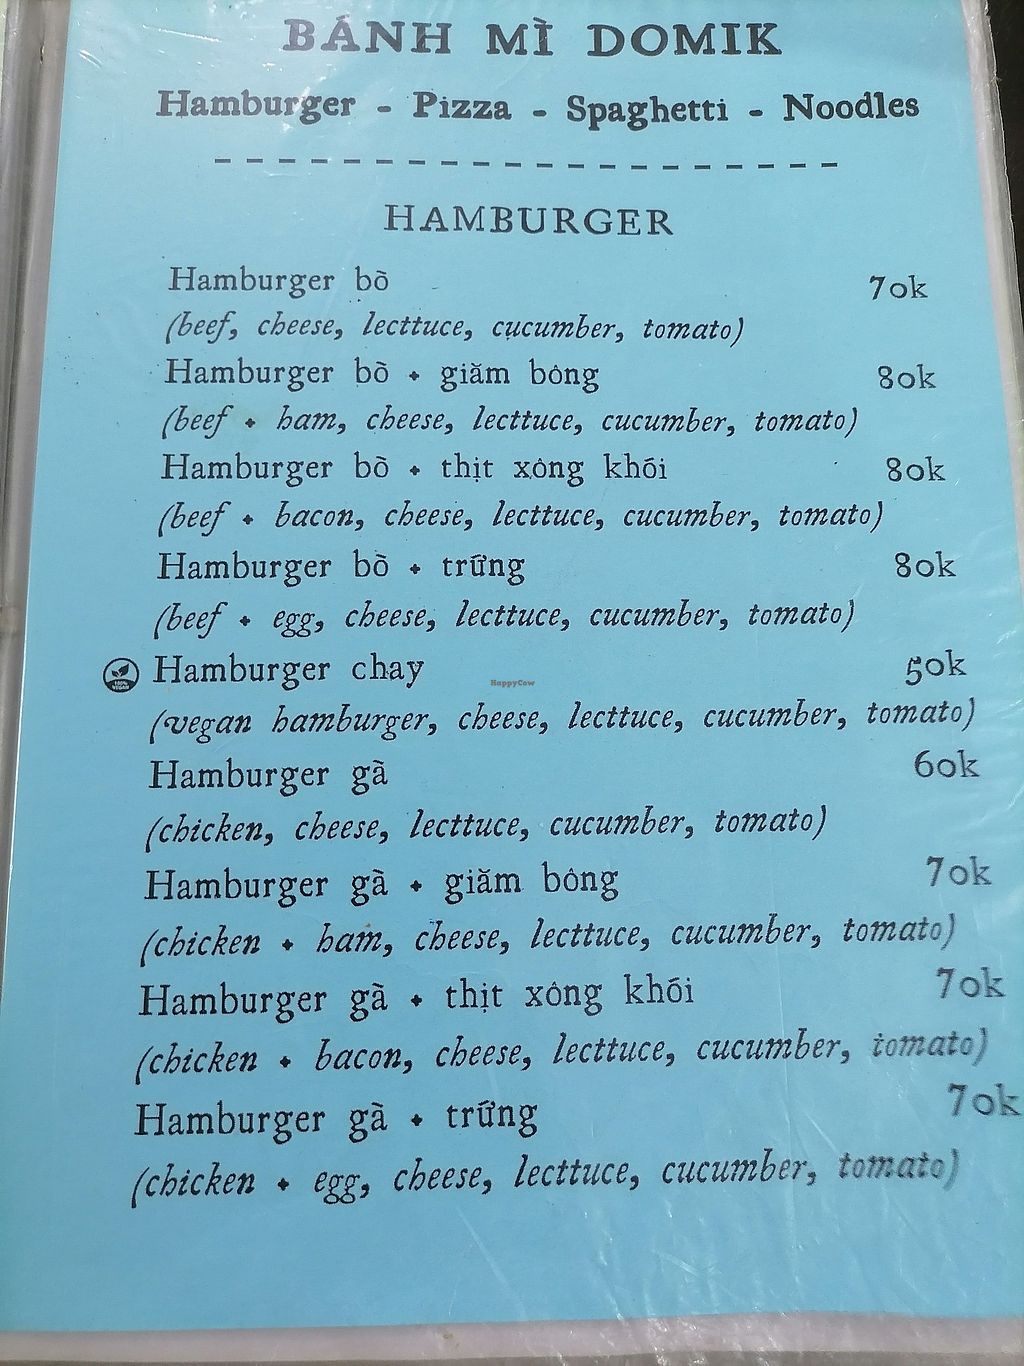 BÁNH MÌ DOMIK
Hamburger - Pizza - Spaghetti - Noodles
HAMBURGER
Hamburger bò 70k
(beef, cheese, lecttuce, cucumber, tomato)
Hamburger bò + giăm bông 80k
(beef + ham, cheese, lecttuce, cucumber, tomato)
Hamburger bò + thịt xông khói 80k
(beef + bacon, cheese, lecttuce, cucumber, tomato)
Hamburger bò + trứng 80k
(beef + egg, cheese, lecttuce, cucumber, tomato)
100% VEGAN Hamburger chay 50k
HappyCow
(vegan hamburger, cheese, lecttuce, cucumber, tomato)
Hamburger gà 60k
(chicken, cheese, lecttuce, cucumber, tomato)
Hamburger gà + giăm bông 70k
(chicken + ham, cheese, lecttuce, cucumber, tomato)
Hamburger gà + thịt xông khói 70k
(chicken + bacon, cheese, lecttuce, cucumber, tomato)
Hamburger gà + trứng 70k
(chicken + egg, cheese, lecttuce, cucumber, tomato)